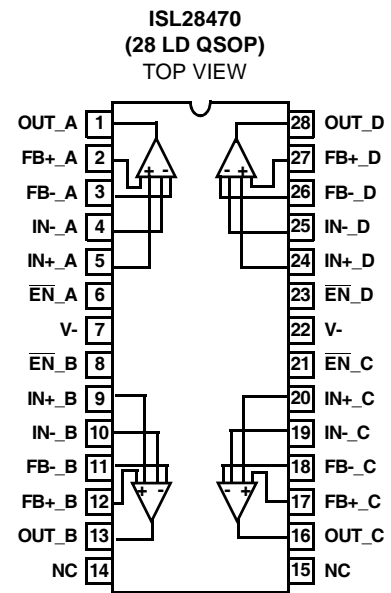 ISL28470
(28 LD QSOP)
TOP VIEW
OUT_A 1 28 OUT_D
FB+_A 2 27 FB+_D
+ - - +
FB-_A 3 26 FB-_D
IN-_A 4 25 IN-_D
IN+_A 5 24 IN+_D
EN_A 6 23 EN_D
V- 7 22 V-
EN_B 8 21 EN_C
IN+_B 9 20 IN+_C
IN-_B 10 19 IN-_C
FB-_B 11 18 FB-_C
+ - - +
FB+_B 12 17 FB+_C
OUT_B 13 16 OUT_C
NC 14 15 NC